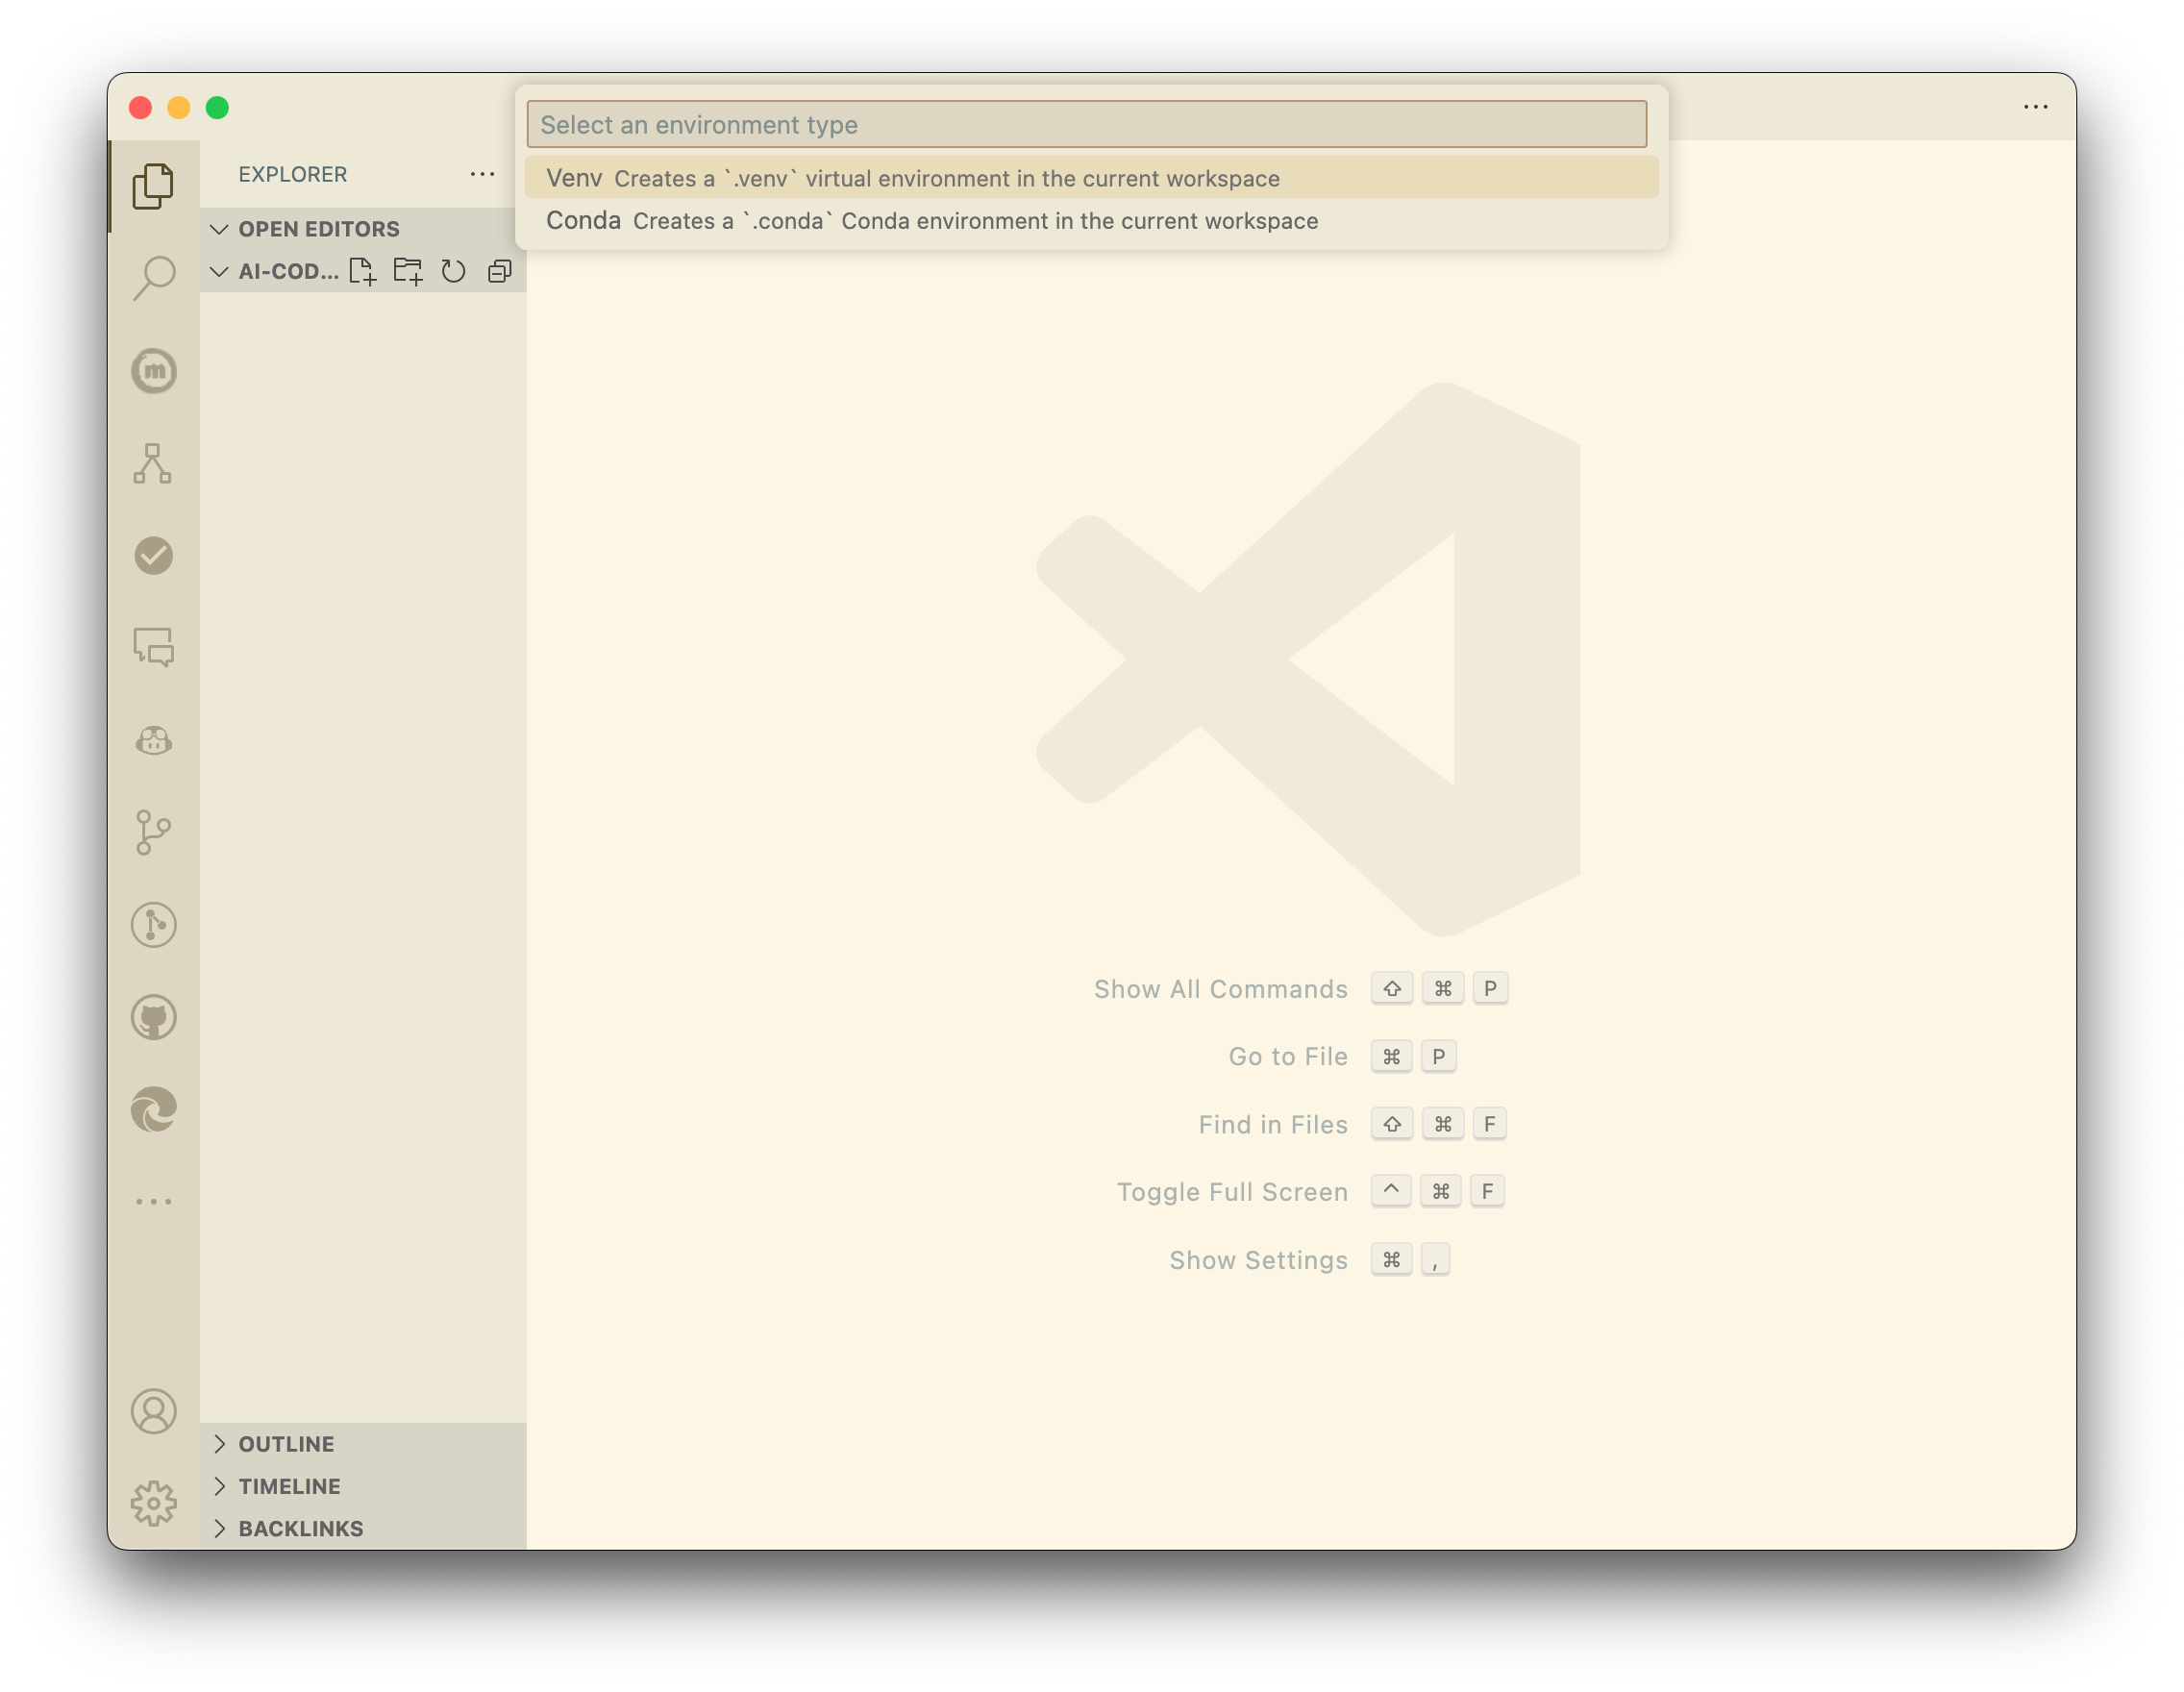 Select an environment type
Venv Creates a `.venv` virtual environment in the current workspace
Conda Creates a `.conda` Conda environment in the current workspace
EXPLORER
OPEN EDITORS
AI-COD...
m
Show All Commands ⇧ ⌘ P
Go to File ⌘ P
Find in Files ⇧ ⌘ F
Toggle Full Screen ^ ⌘ F
Show Settings ⌘ ,
OUTLINE
TIMELINE
BACKLINKS